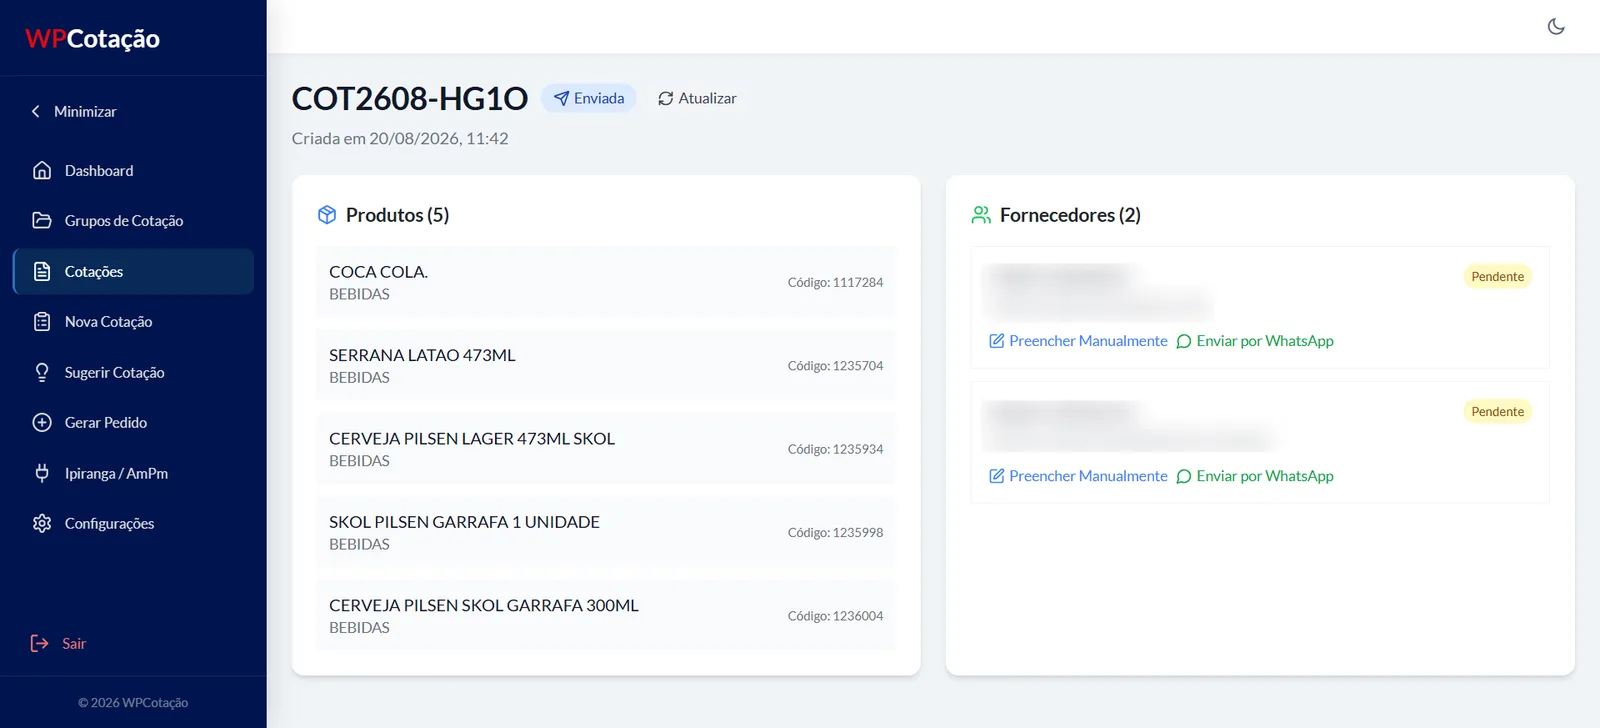 WPCotação
Minimizar
Dashboard
Grupos de Cotação
Cotações
Nova Cotação
Sugerir Cotação
Gerar Pedido
Ipiranga / AmPm
Configurações
Sair
© 2026 WPCotação
COT2608-HG1O
Enviada
Atualizar
Criada em 20/08/2026, 11:42
Produtos (5)
COCA COLA.
BEBIDAS
Código: 1117284
SERRANA LATAO 473ML
BEBIDAS
Código: 1235704
CERVEJA PILSEN LAGER 473ML SKOL
BEBIDAS
Código: 1235934
SKOL PILSEN GARRAFA 1 UNIDADE
BEBIDAS
Código: 1235998
CERVEJA PILSEN SKOL GARRAFA 300ML
BEBIDAS
Código: 1236004
Fornecedores (2)
Pendente
Preencher Manualmente
Enviar por WhatsApp
Pendente
Preencher Manualmente
Enviar por WhatsApp